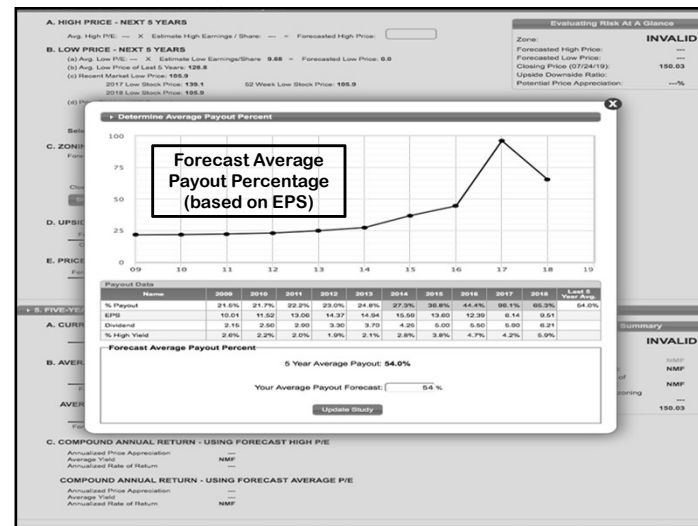 A. HIGH PRICE - NEXT 5 YEARS
Avg. High P/E: --- X Estimate High Earnings / Share: --- = Forecasted High Price:
B. LOW PRICE - NEXT 5 YEARS
(a) Avg. Low P/E: --- X Estimate Low Earnings/Share 9.66 = Forecasted Low Price: 0.0
(b) Avg. Low Price of Last 5 Years: 128.8
(c) Recent Market Low Price: 105.9
2017 Low Stock Price: 139.1 52 Week Low Stock Price: 105.9
2018 Low Stock Price: 105.9
Evaluating Risk At A Glance
Zone: INVALID
Forecasted High Price: ---
Forecasted Low Price: ---
Closing Price (07/24/19): 150.03
Upside Downside Ratio:
Potential Price Appreciation: ---%
Determine Average Payout Percent
100
75
50
25
0
09 10 11 12 13 14 15 16 17 18 19
Forecast Average
Payout Percentage
(based on EPS)
Payout Data
Name 2009 2010 2011 2012 2013 2014 2015 2016 2017 2018 Last 5 Year Avg.
% Payout 21.5% 21.7% 22.2% 23.0% 24.8% 27.3% 36.8% 44.4% 96.1% 65.3% 54.0%
EPS 10.01 11.52 13.06 14.37 14.94 15.59 13.60 12.39 6.14 9.51
Dividend 2.15 2.50 2.90 3.30 3.70 4.25 5.00 5.50 5.90 6.21
% High Yield 2.6% 2.2% 2.0% 1.9% 2.1% 2.8% 3.8% 4.7% 4.2% 5.9%
Forecast Average Payout Percent
5 Year Average Payout: 54.0%
Your Average Payout Forecast: 54 %
Update Study
C. ZONIN
D. UPSID
E. PRICE
5. FIVE-YE
A. CURR
B. AVER
AVER
Summary
INVALID
NMF
NMF
of
NMF
zoning
---
150.03
C. COMPOUND ANNUAL RETURN - USING FORECAST HIGH P/E
Annualized Price Appreciation ---
Average Yield NMF
Annualized Rate of Return ---
COMPOUND ANNUAL RETURN - USING FORECAST AVERAGE P/E
Annualized Price Appreciation ---
Average Yield ---
Annualized Rate of Return NMF